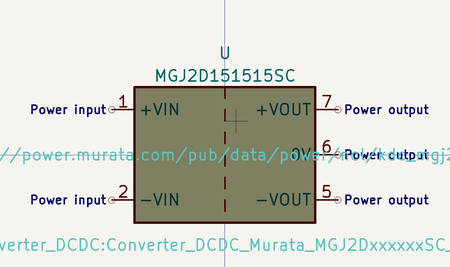 U
MGJ2D151515SC
Power input 1 +VIN +VOUT 7 Power output
//power.murata.com/pub/data/power/ncl/kdc_mgj2 0V 6 Power output
Power input 2 -VIN -VOUT 5 Power output
verter_DCDC:Converter_DCDC_Murata_MGJ2DxxxxxxSC_